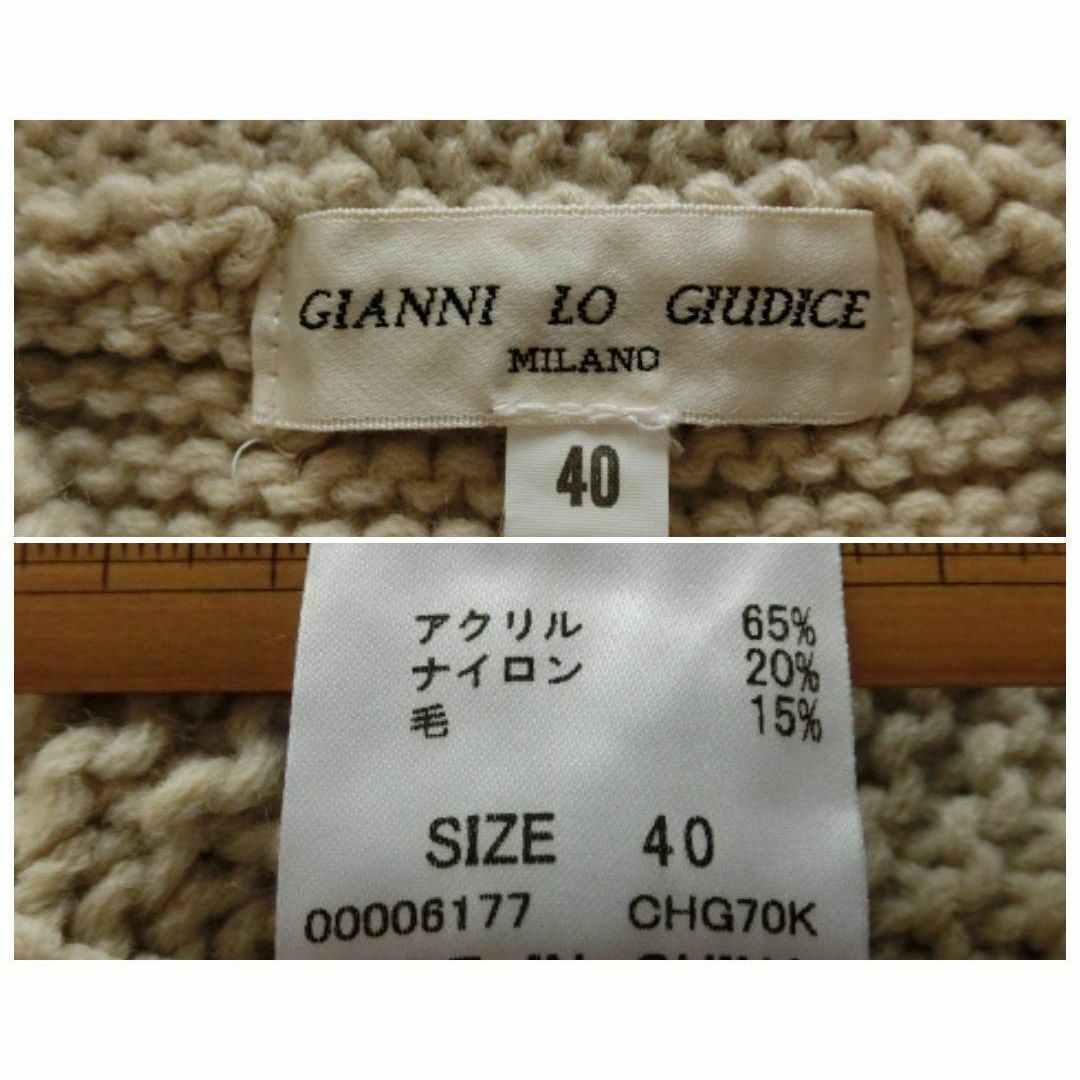 GIANNI LO GIUDICE
MILANO
40
アクリル 65%
ナイロン 20%
毛 15%
SIZE 40
00006177 CHG70K